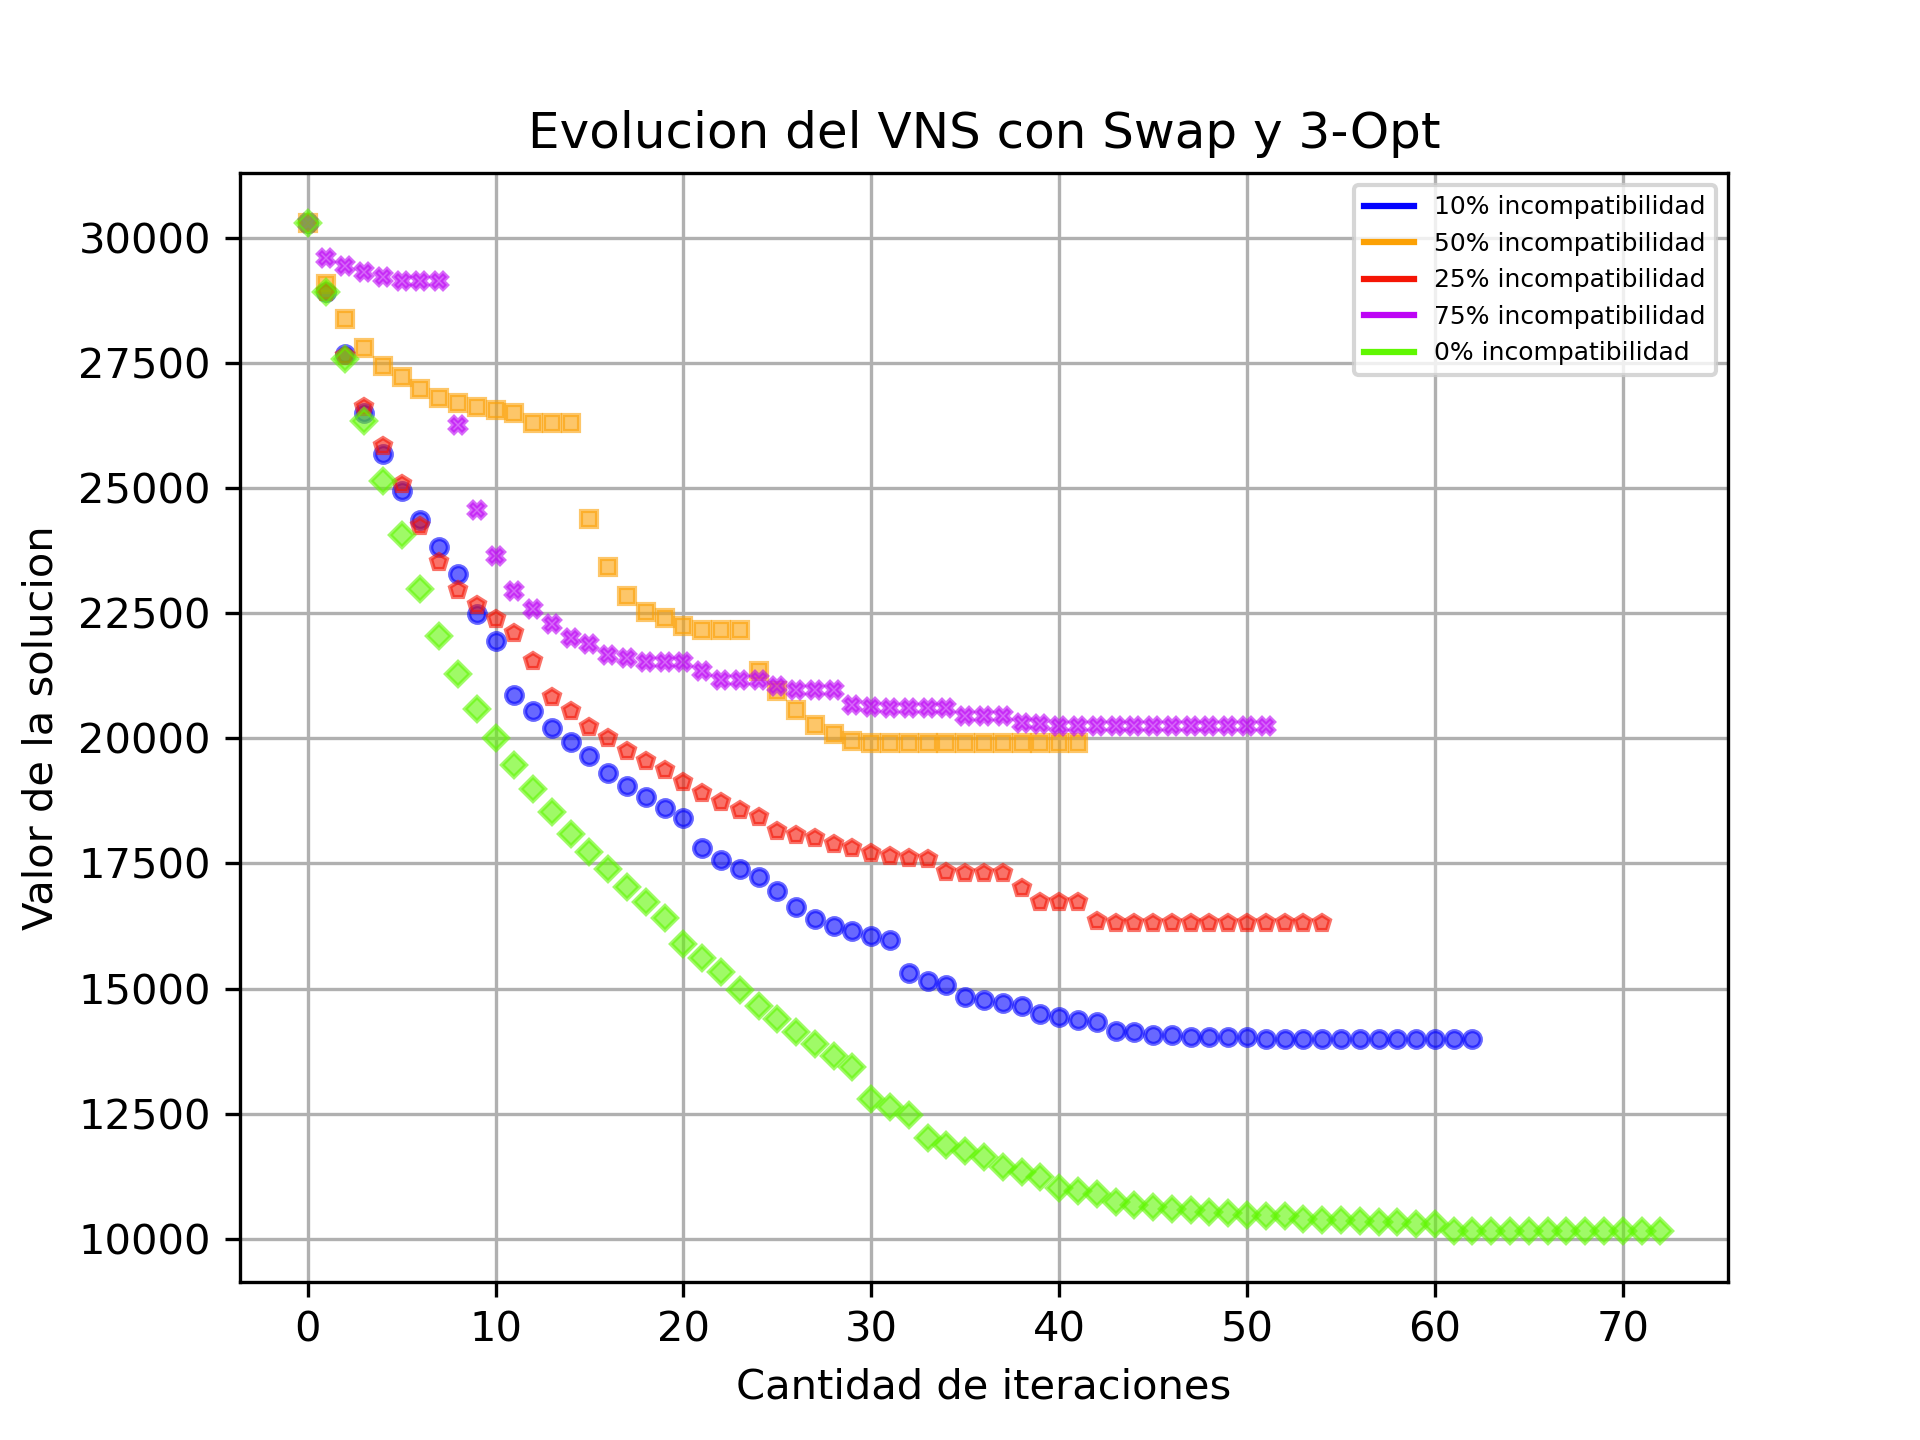 Evolucion del VNS con Swap y 3-Opt
10% incompatibilidad
50% incompatibilidad
25% incompatibilidad
75% incompatibilidad
0% incompatibilidad
Valor de la solucion
30000
27500
25000
22500
20000
17500
15000
12500
10000
0 10 20 30 40 50 60 70
Cantidad de iteraciones